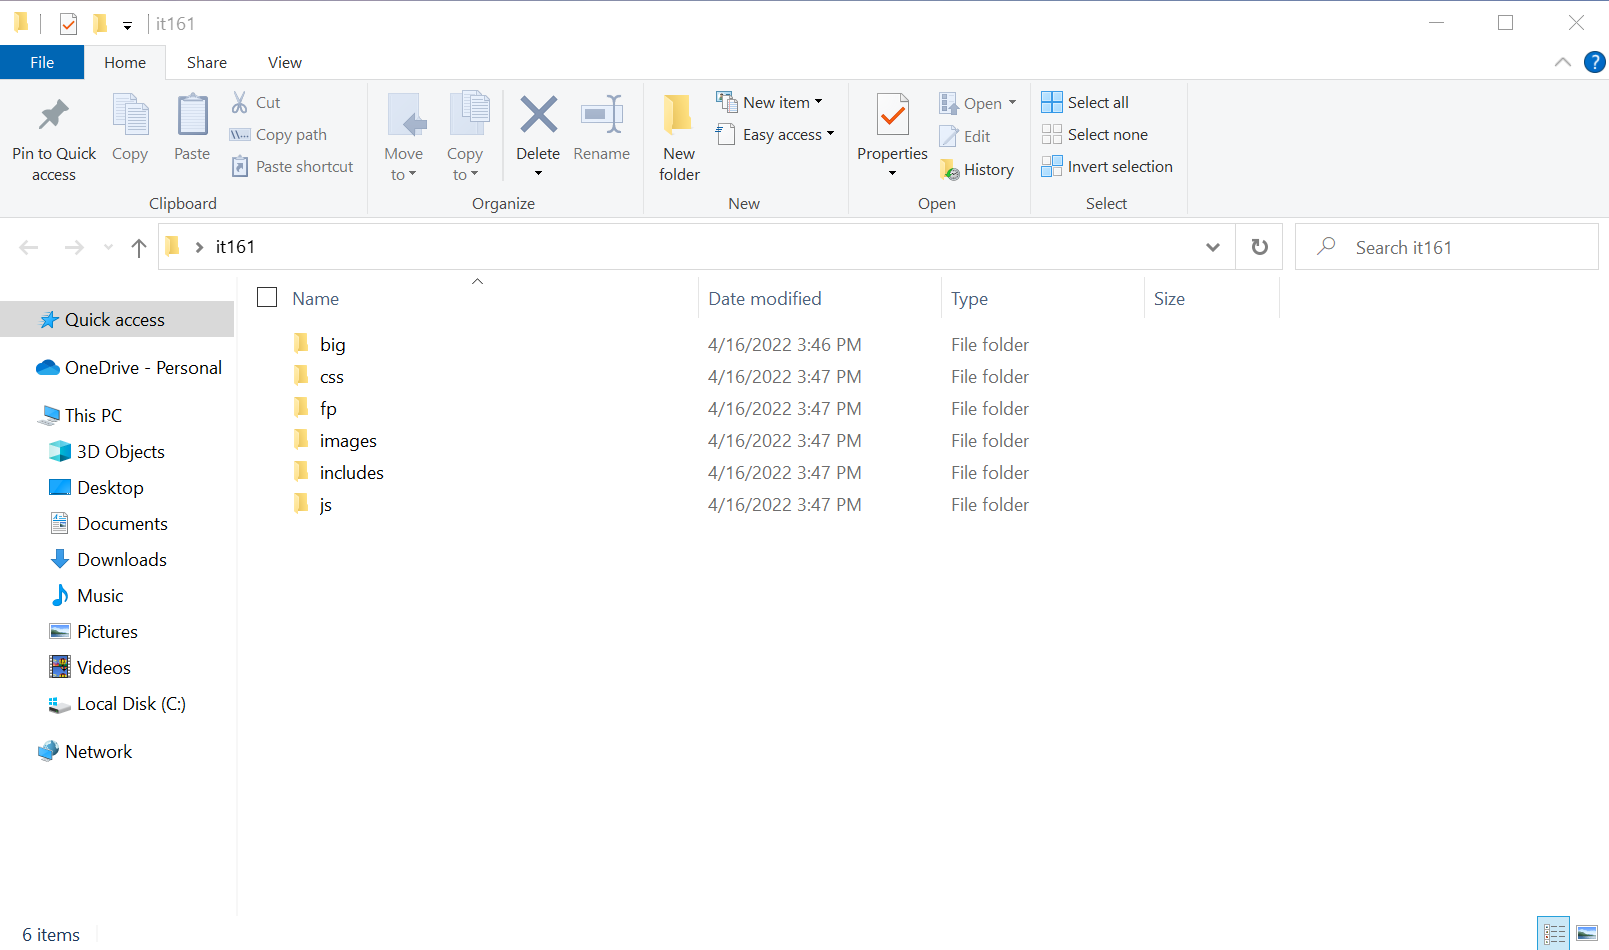 it161
File Home Share View
Pin to Quick access
Copy
Paste
Cut
Copy path
Paste shortcut
Clipboard
Move to
Copy to
Delete
Rename
Organize
New folder
New item
Easy access
New
Properties
Open
Edit
History
Open
Select all
Select none
Invert selection
Select
it161
Search it161
Quick access
OneDrive - Personal
This PC
3D Objects
Desktop
Documents
Downloads
Music
Pictures
Videos
Local Disk (C:)
Network
Name Date modified Type Size
big 4/16/2022 3:46 PM File folder
css 4/16/2022 3:47 PM File folder
fp 4/16/2022 3:47 PM File folder
images 4/16/2022 3:47 PM File folder
includes 4/16/2022 3:47 PM File folder
js 4/16/2022 3:47 PM File folder
6 items